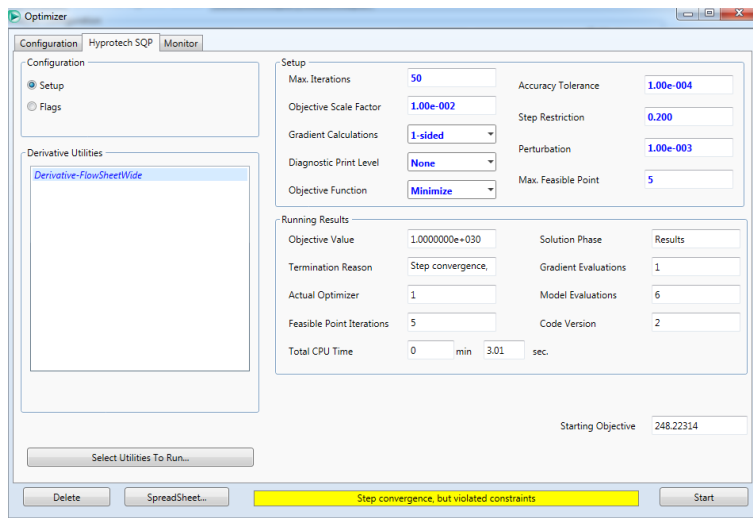 Optimizer
Configuration Hyprotech SQP Monitor
Configuration
Setup
Flags
Derivative Utilities
Derivative-FlowSheetWide
Select Utilities To Run...
Setup
Max. Iterations 50 Accuracy Tolerance 1.00e-004
Objective Scale Factor 1.00e-002 Step Restriction 0.200
Gradient Calculations 1-sided Perturbation 1.00e-003
Diagnostic Print Level None Max. Feasible Point 5
Objective Function Minimize
Running Results
Objective Value 1.0000000e+030 Solution Phase Results
Termination Reason Step convergence, Gradient Evaluations 1
Actual Optimizer 1 Model Evaluations 6
Feasible Point Iterations 5 Code Version 2
Total CPU Time 0 min 3.01 sec.
Starting Objective 248.22314
Delete SpreadSheet... Step convergence, but violated constraints Start